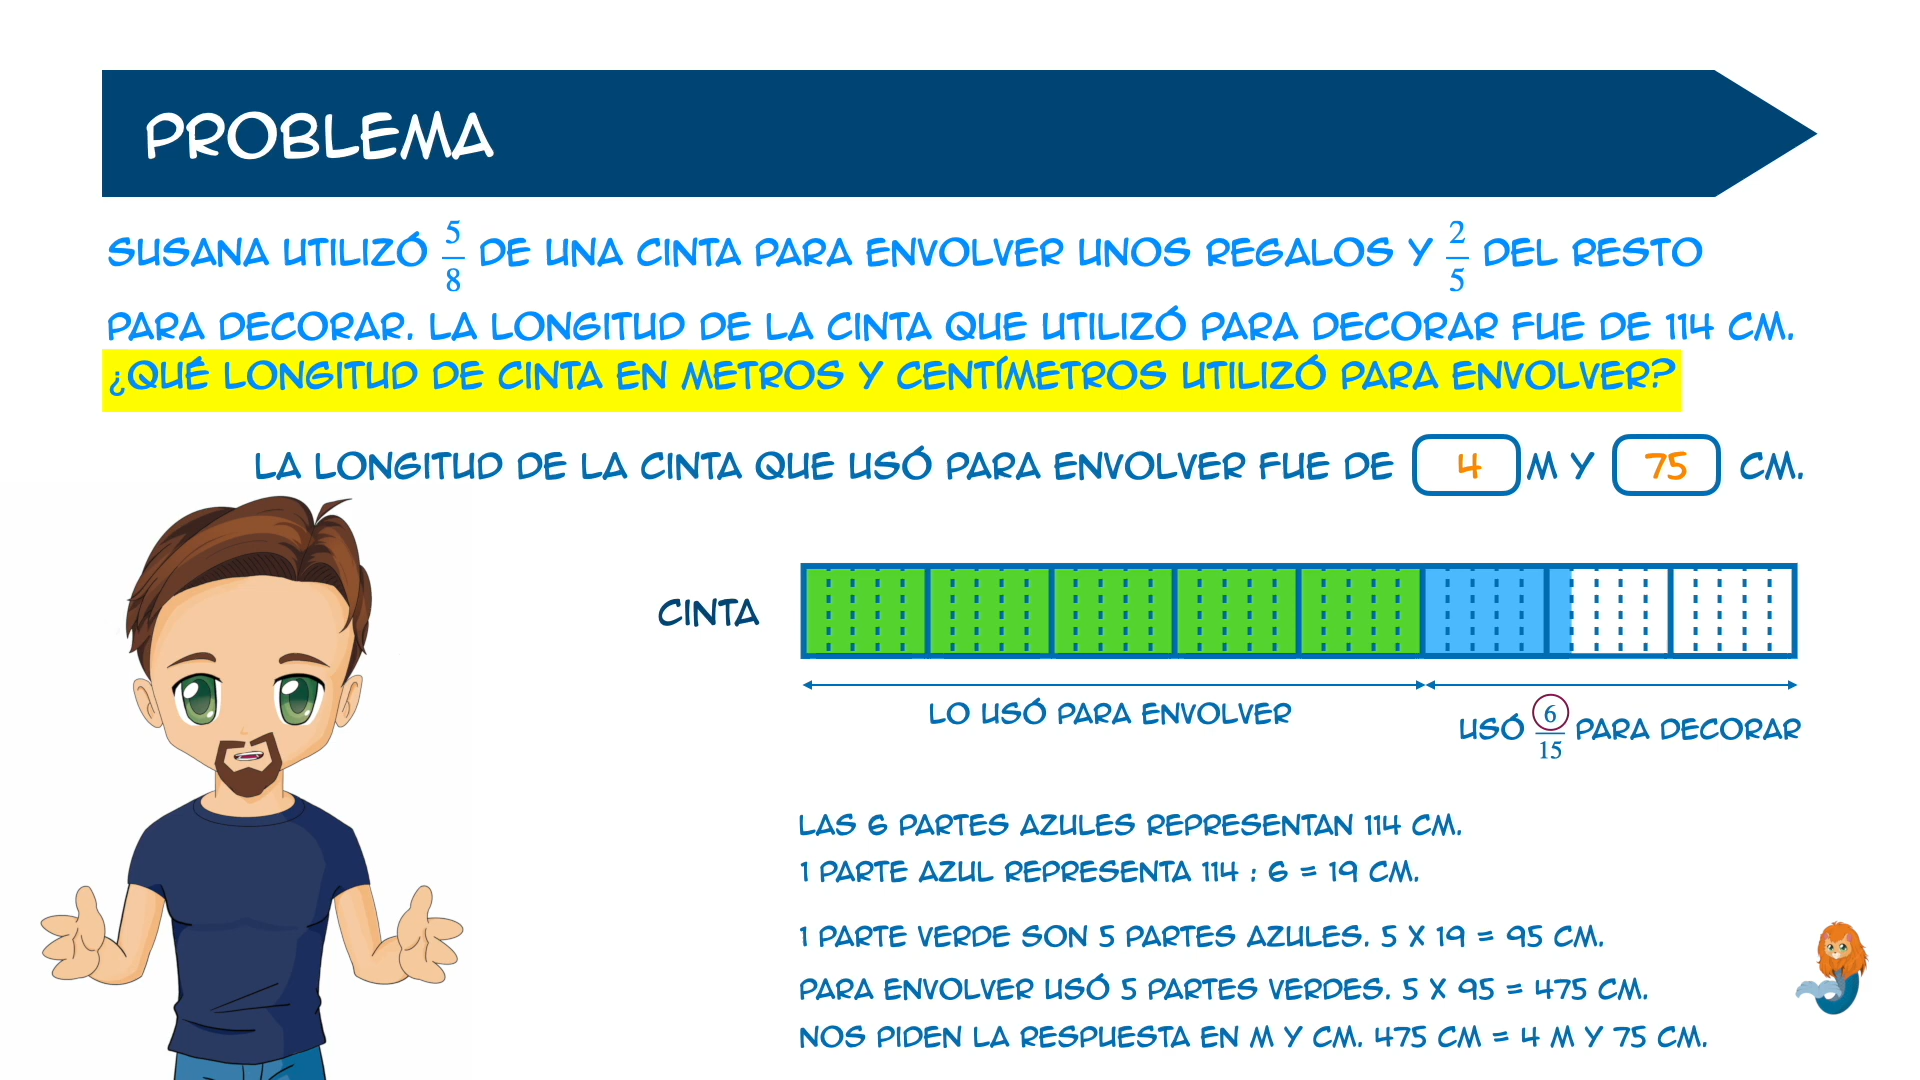 PROBLEMA
SUSANA UTILIZÓ 5/8 DE UNA CINTA PARA ENVOLVER UNOS REGALOS Y 2/5 DEL RESTO
PARA DECORAR. LA LONGITUD DE LA CINTA QUE UTILIZÓ PARA DECORAR FUE DE 114 CM.
¿QUÉ LONGITUD DE CINTA EN METROS Y CENTÍMETROS UTILIZÓ PARA ENVOLVER?
LA LONGITUD DE LA CINTA QUE USÓ PARA ENVOLVER FUE DE 4 M Y 75 CM.
CINTA
LO USÓ PARA ENVOLVER
USÓ 6/15 PARA DECORAR
LAS 6 PARTES AZULES REPRESENTAN 114 CM.
1 PARTE AZUL REPRESENTA 114 : 6 = 19 CM.
1 PARTE VERDE SON 5 PARTES AZULES. 5 X 19 = 95 CM.
PARA ENVOLVER USÓ 5 PARTES VERDES. 5 X 95 = 475 CM.
NOS PIDEN LA RESPUESTA EN M Y CM. 475 CM = 4 M Y 75 CM.